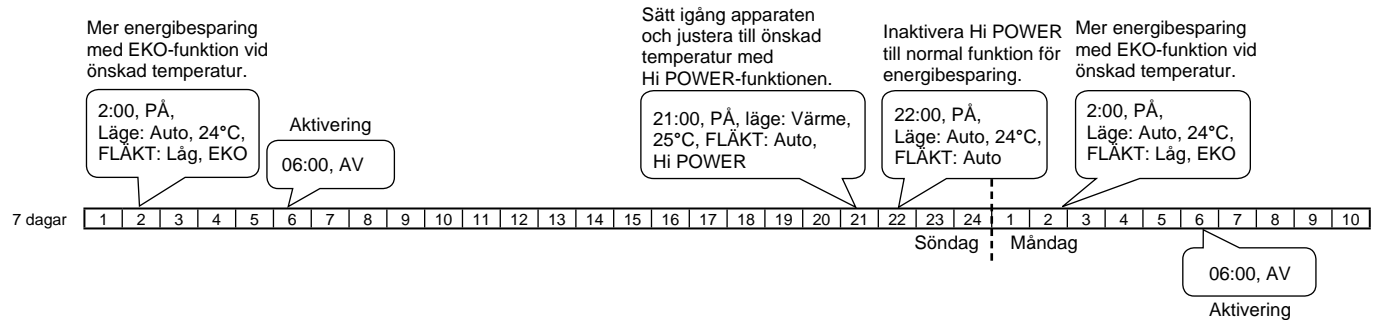 Mer energibesparing
med EKO-funktion vid
önskad temperatur.
2:00, PÅ,
Läge: Auto, 24°C,
FLÄKT: Låg, EKO
Aktivering
06:00, AV
Sätt igång apparaten
och justera till önskad
temperatur med
Hi POWER-funktionen.
21:00, PÅ, läge: Värme,
25°C, FLÄKT: Auto,
Hi POWER
Inaktivera Hi POWER
till normal funktion för
energibesparing.
22:00, PÅ,
Läge: Auto, 24°C,
FLÄKT: Auto
Mer energibesparing
med EKO-funktion vid
önskad temperatur.
2:00, PÅ,
Läge: Auto, 24°C,
FLÄKT: Låg, EKO
7 dagar 1 2 3 4 5 6 7 8 9 10 11 12 13 14 15 16 17 18 19 20 21 22 23 24 1 2 3 4 5 6 7 8 9 10
Söndag Måndag
06:00, AV
Aktivering